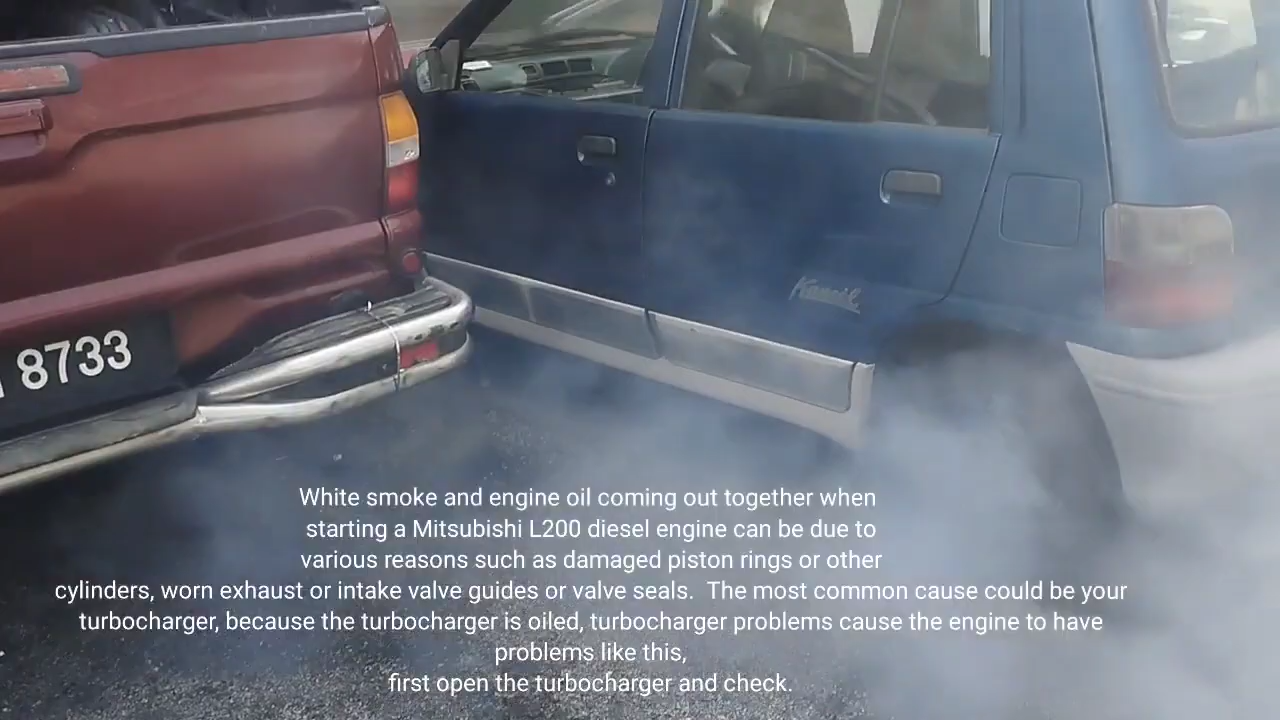 8733
Kancil
White smoke and engine oil coming out together when
starting a Mitsubishi L200 diesel engine can be due to
various reasons such as damaged piston rings or other
cylinders, worn exhaust or intake valve guides or valve seals.  The most common cause could be your
turbocharger, because the turbocharger is oiled, turbocharger problems cause the engine to have
problems like this,
first open the turbocharger and check.